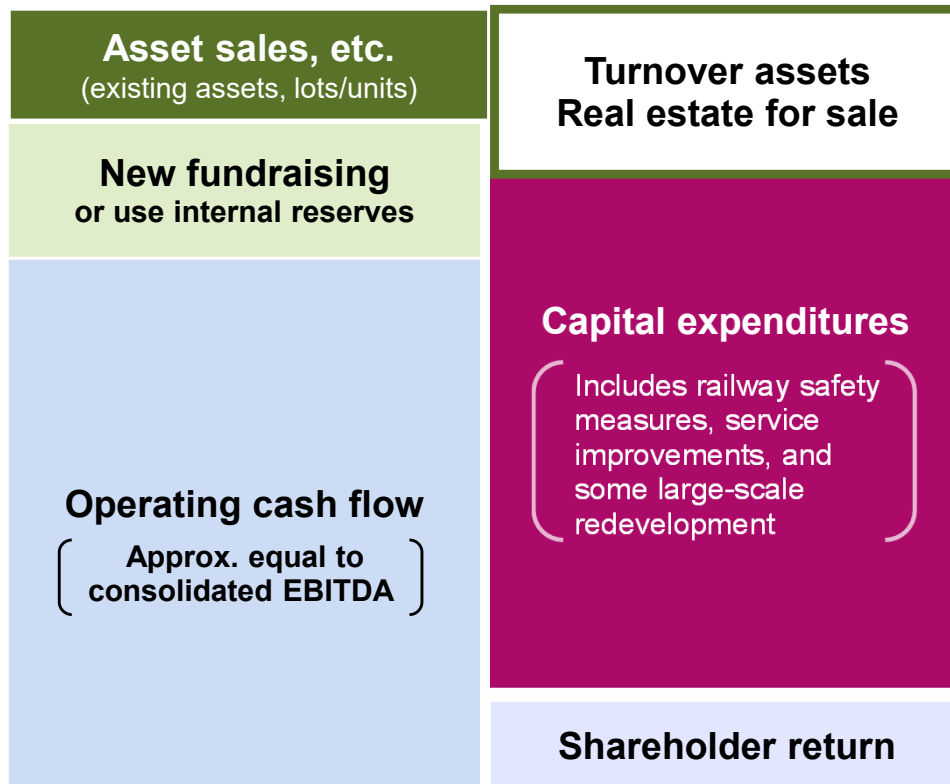 Asset sales, etc.
(existing assets, lots/units)
New fundraising
or use internal reserves
Operating cash flow
Approx. equal to
consolidated EBITDA
Turnover assets
Real estate for sale
Capital expenditures
Includes railway safety
measures, service
improvements, and
some large-scale
redevelopment
Shareholder return